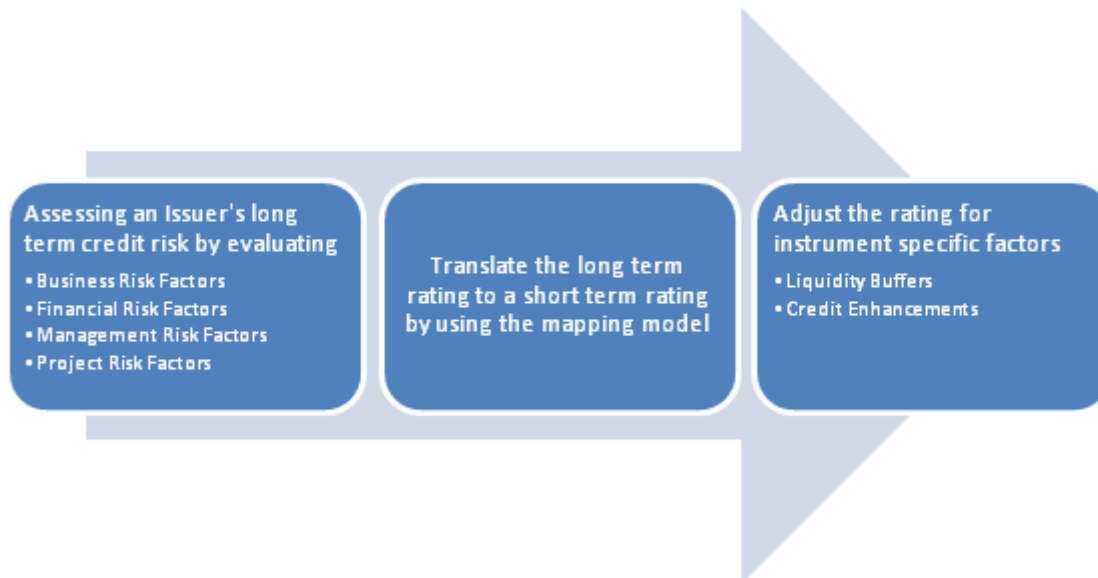 Assessing an Issuer's long
term credit risk by evaluating
▪ Business Risk Factors
▪ Financial Risk Factors
▪ Management Risk Factors
▪ Project Risk Factors
Translate the long term
rating to a short term rating
by using the mapping model
Adjust the rating for
instrument specific factors
▪ Liquidity Buffers
▪ Credit Enhancements